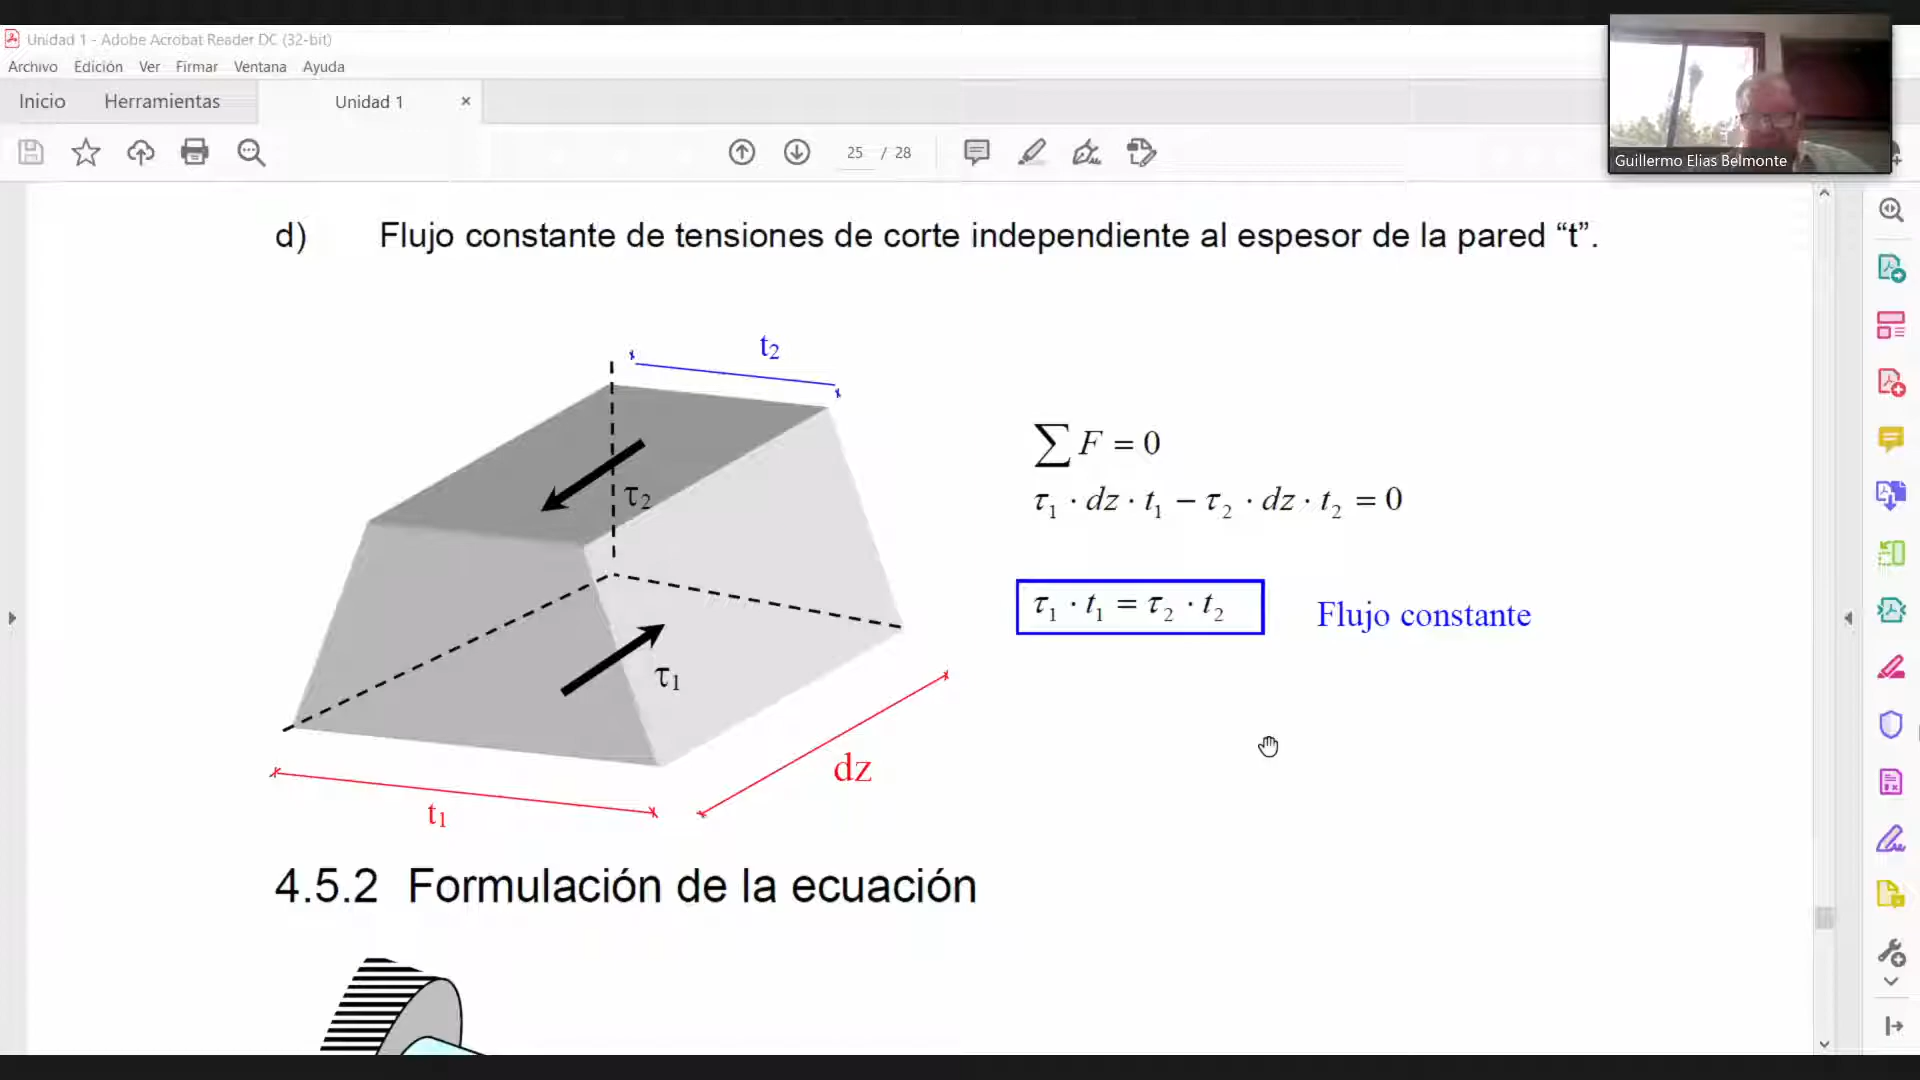 Unidad 1 - Adobe Acrobat Reader DC (32-bit)
Archivo Edición Ver Firmar Ventana Ayuda
Inicio Herramientas Unidad 1 ×
25 / 28
Guillermo Elias Belmonte
d) Flujo constante de tensiones de corte independiente al espesor de la pared “t”.
t₂
τ₂
τ₁
dz
t₁
∑ F = 0
τ₁ · dz · t₁ − τ₂ · dz · t₂ = 0
τ₁ · t₁ = τ₂ · t₂ Flujo constante
4.5.2 Formulación de la ecuación